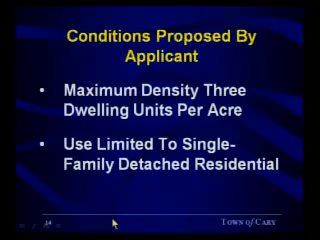 Conditions Proposed By
Applicant
• Maximum Density Three
Dwelling Units Per Acre
• Use Limited To Single-
Family Detached Residential
14
TOWN of CARY